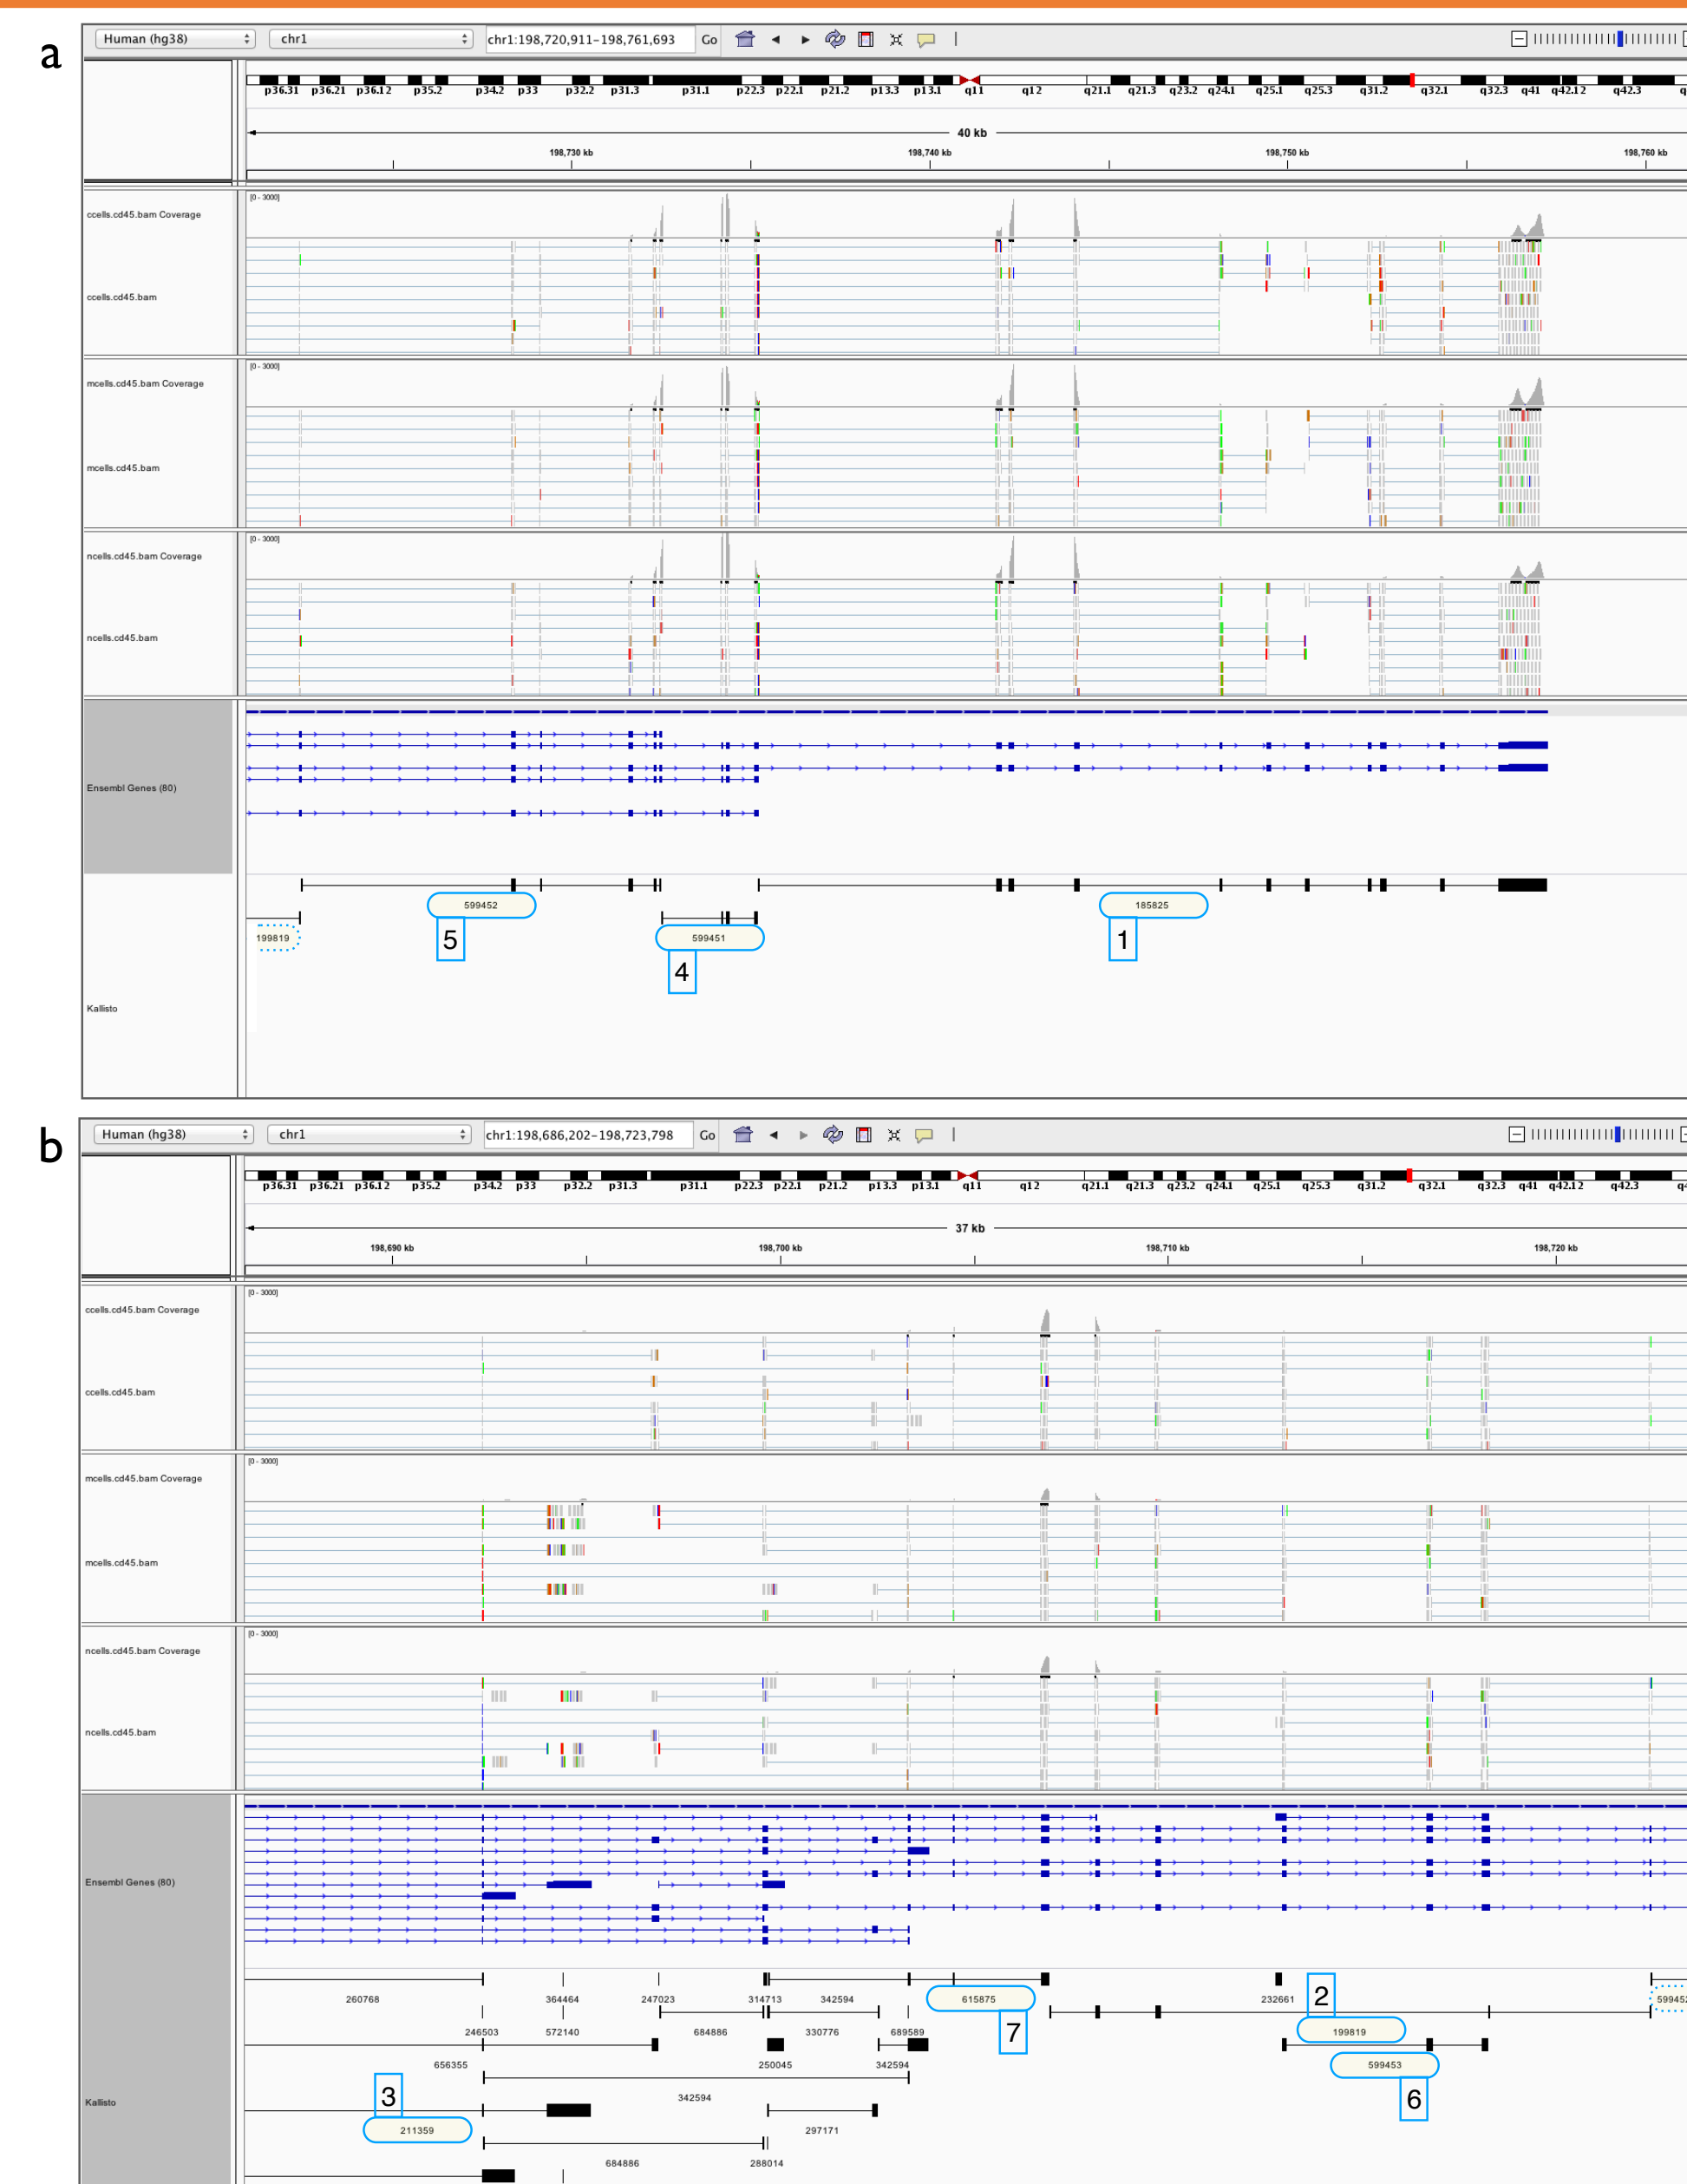 a
Human (hg38) chr1 chr1:198,720,911-198,761,693 Go
p36.31 p36.21 p36.12 p35.2 p34.2 p33 p32.2 p31.3 p31.1 p22.3 p22.1 p21.2 p13.3 p13.1 q11 q12 q21.1 q21.3 q23.2 q24.1 q25.1 q25.3 q31.2 q32.1 q32.3 q41 q42.12 q42.3
40 kb
198,730 kb 198,740 kb 198,750 kb 198,760 kb
[0 - 3000]
ccells.cd45.bam Coverage
ccells.cd45.bam
[0 - 3000]
mcells.cd45.bam Coverage
mcells.cd45.bam
[0 - 3000]
ncells.cd45.bam Coverage
ncells.cd45.bam
Ensembl Genes (80)
599452 185825
199819 5 599451 1
4
Kallisto
b
Human (hg38) chr1 chr1:198,686,202-198,723,798 Go
p36.31 p36.21 p36.12 p35.2 p34.2 p33 p32.2 p31.3 p31.1 p22.3 p22.1 p21.2 p13.3 p13.1 q11 q12 q21.1 q21.3 q23.2 q24.1 q25.1 q25.3 q31.2 q32.1 q32.3 q41 q42.12 q42.3
37 kb
198,690 kb 198,700 kb 198,710 kb 198,720 kb
[0 - 3000]
ccells.cd45.bam Coverage
ccells.cd45.bam
[0 - 3000]
mcells.cd45.bam Coverage
mcells.cd45.bam
[0 - 3000]
ncells.cd45.bam Coverage
ncells.cd45.bam
Ensembl Genes (80)
260768 364464 247023 314713 342594 615875 232661 2 599452
246503 572140 684886 330776 689589 7 199819
656355 250045 342594 599453
3 342594 6
Kallisto
211359 297171
684886 288014